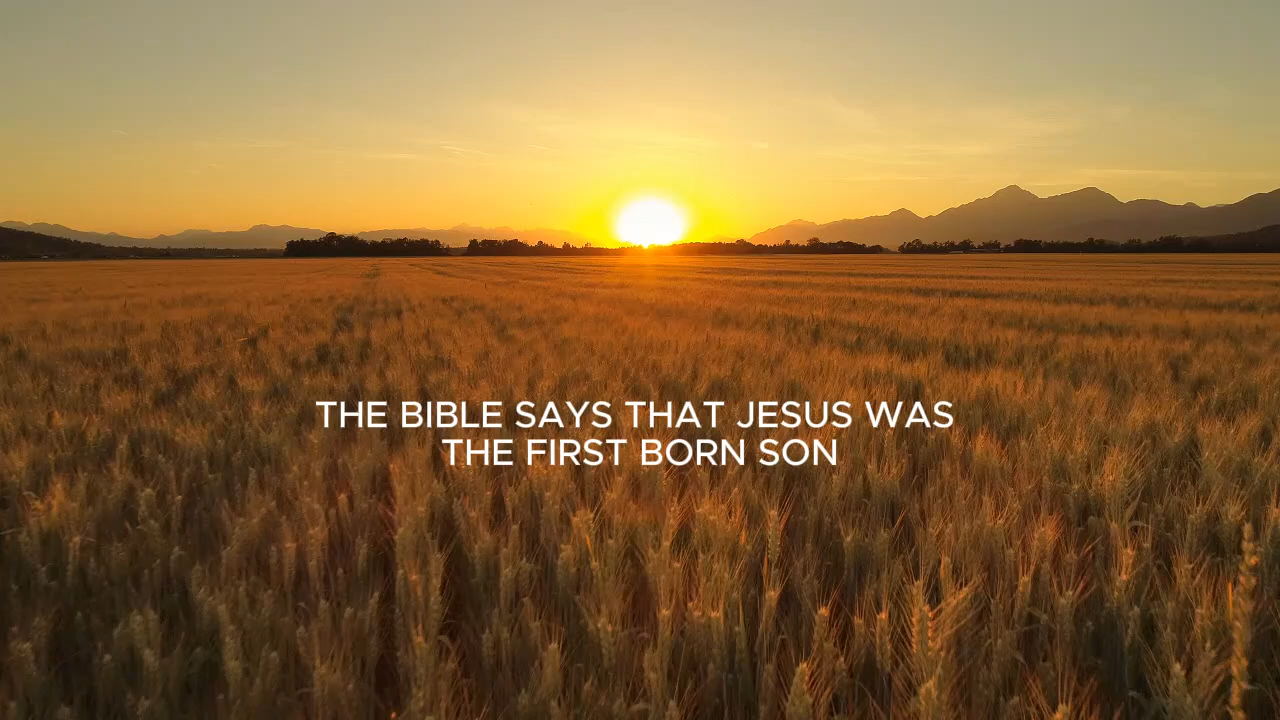 THE BIBLE SAYS THAT JESUS WAS
THE FIRST BORN SON